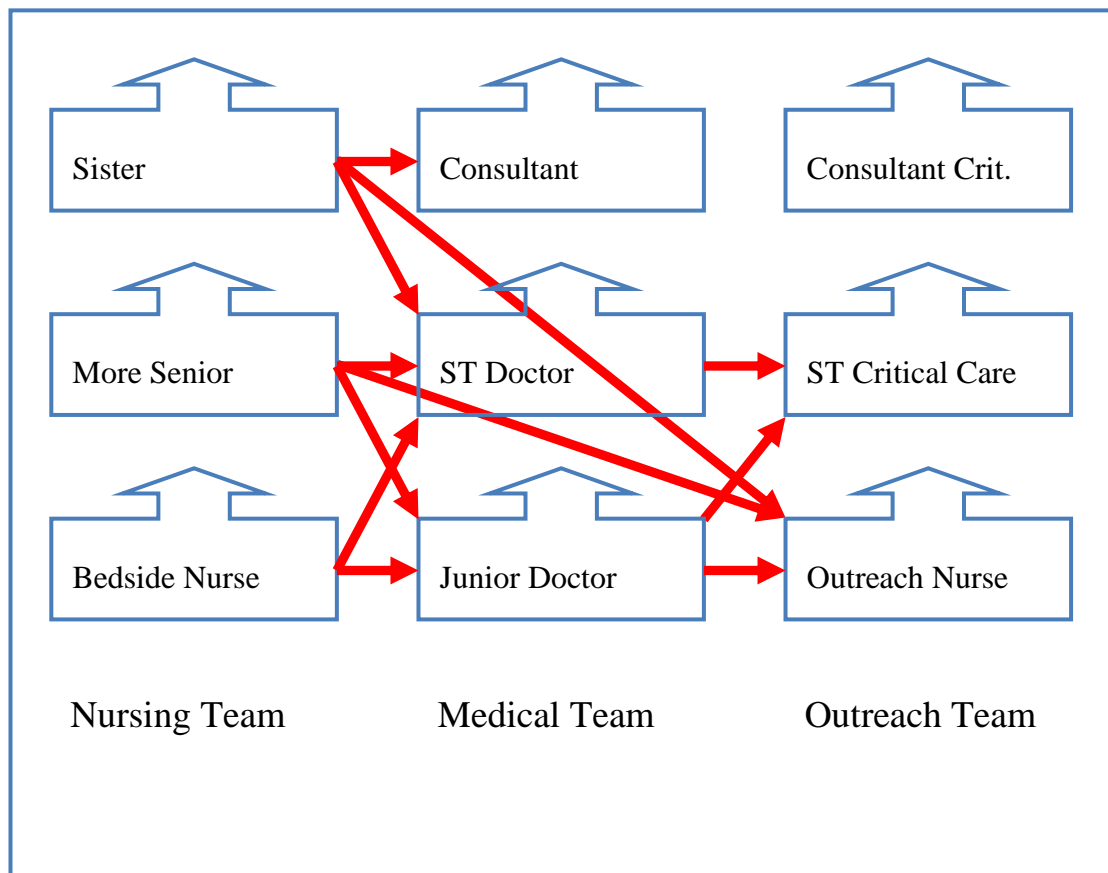 Sister
Consultant
Consultant Crit.
More Senior
ST Doctor
ST Critical Care
Bedside Nurse
Junior Doctor
Outreach Nurse
Nursing Team
Medical Team
Outreach Team